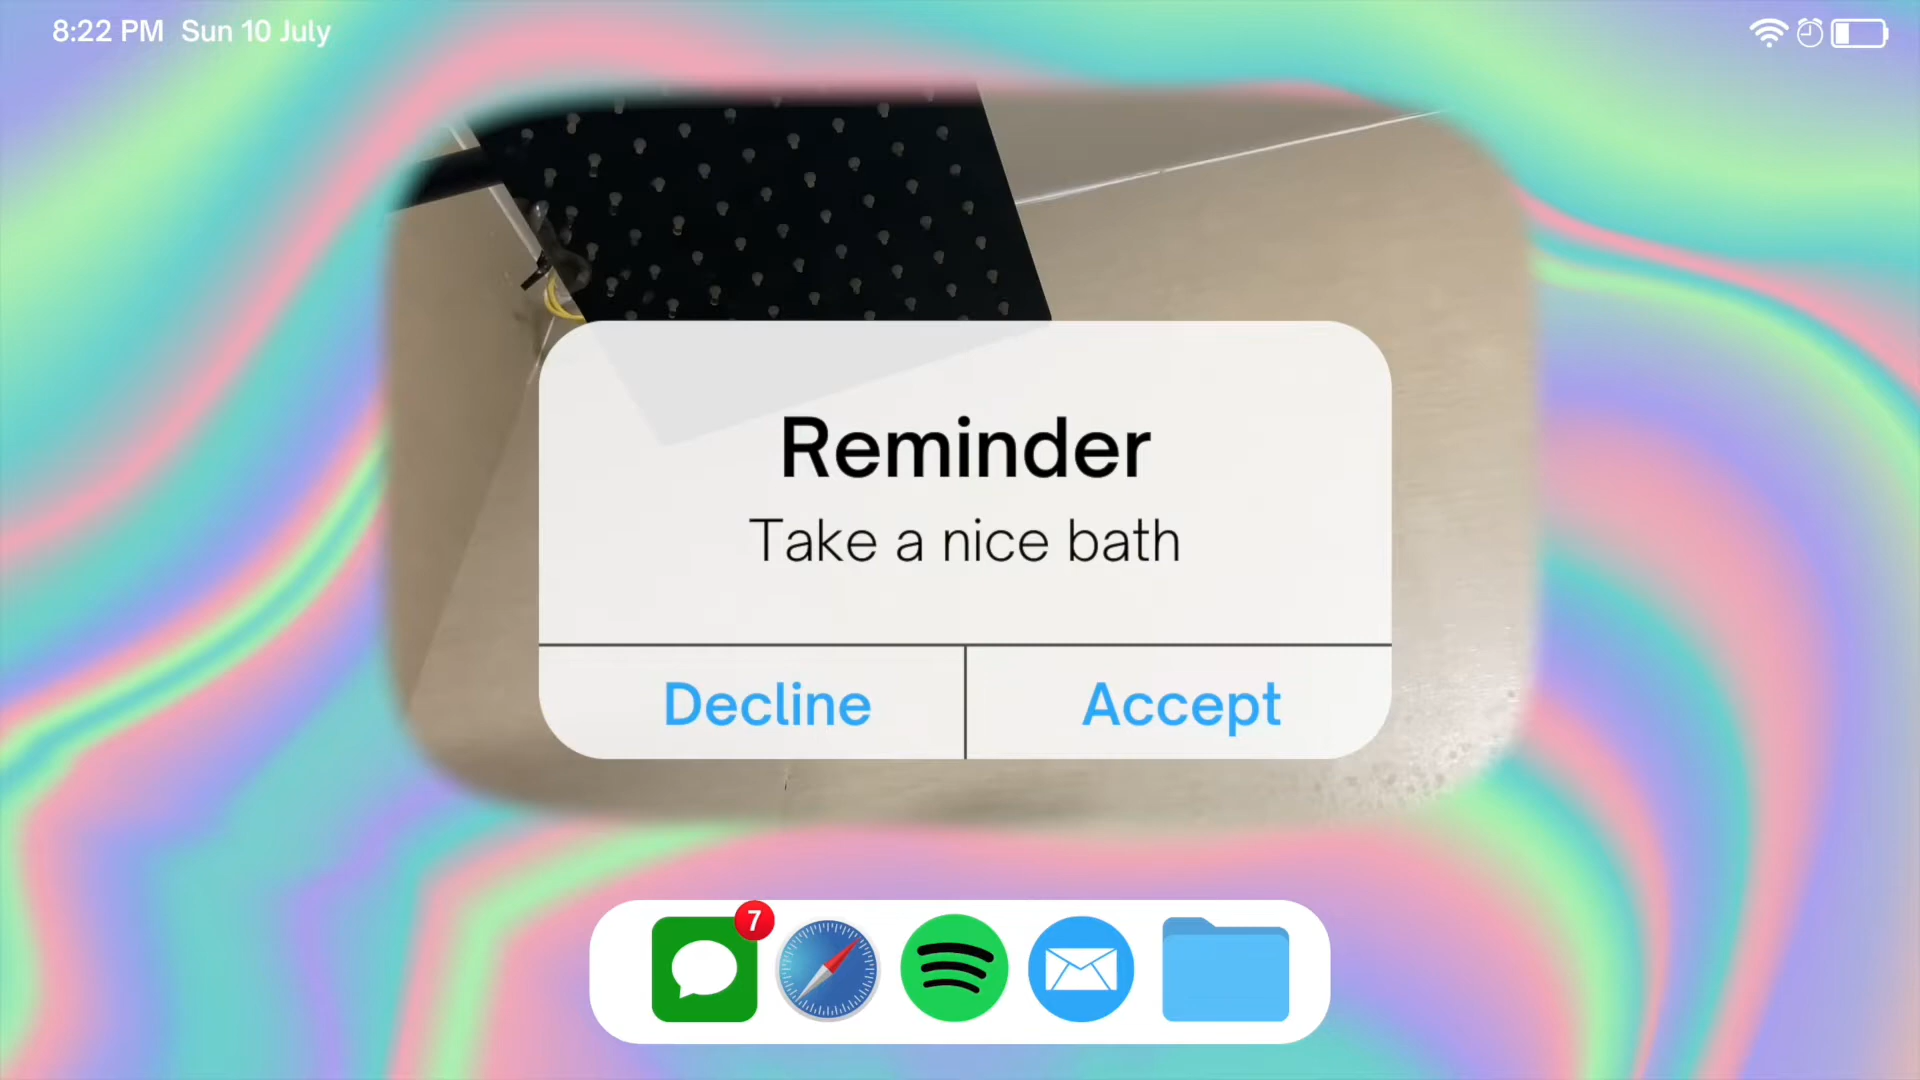 8:22 PM Sun 10 July
Reminder
Take a nice bath
Decline
Accept
7